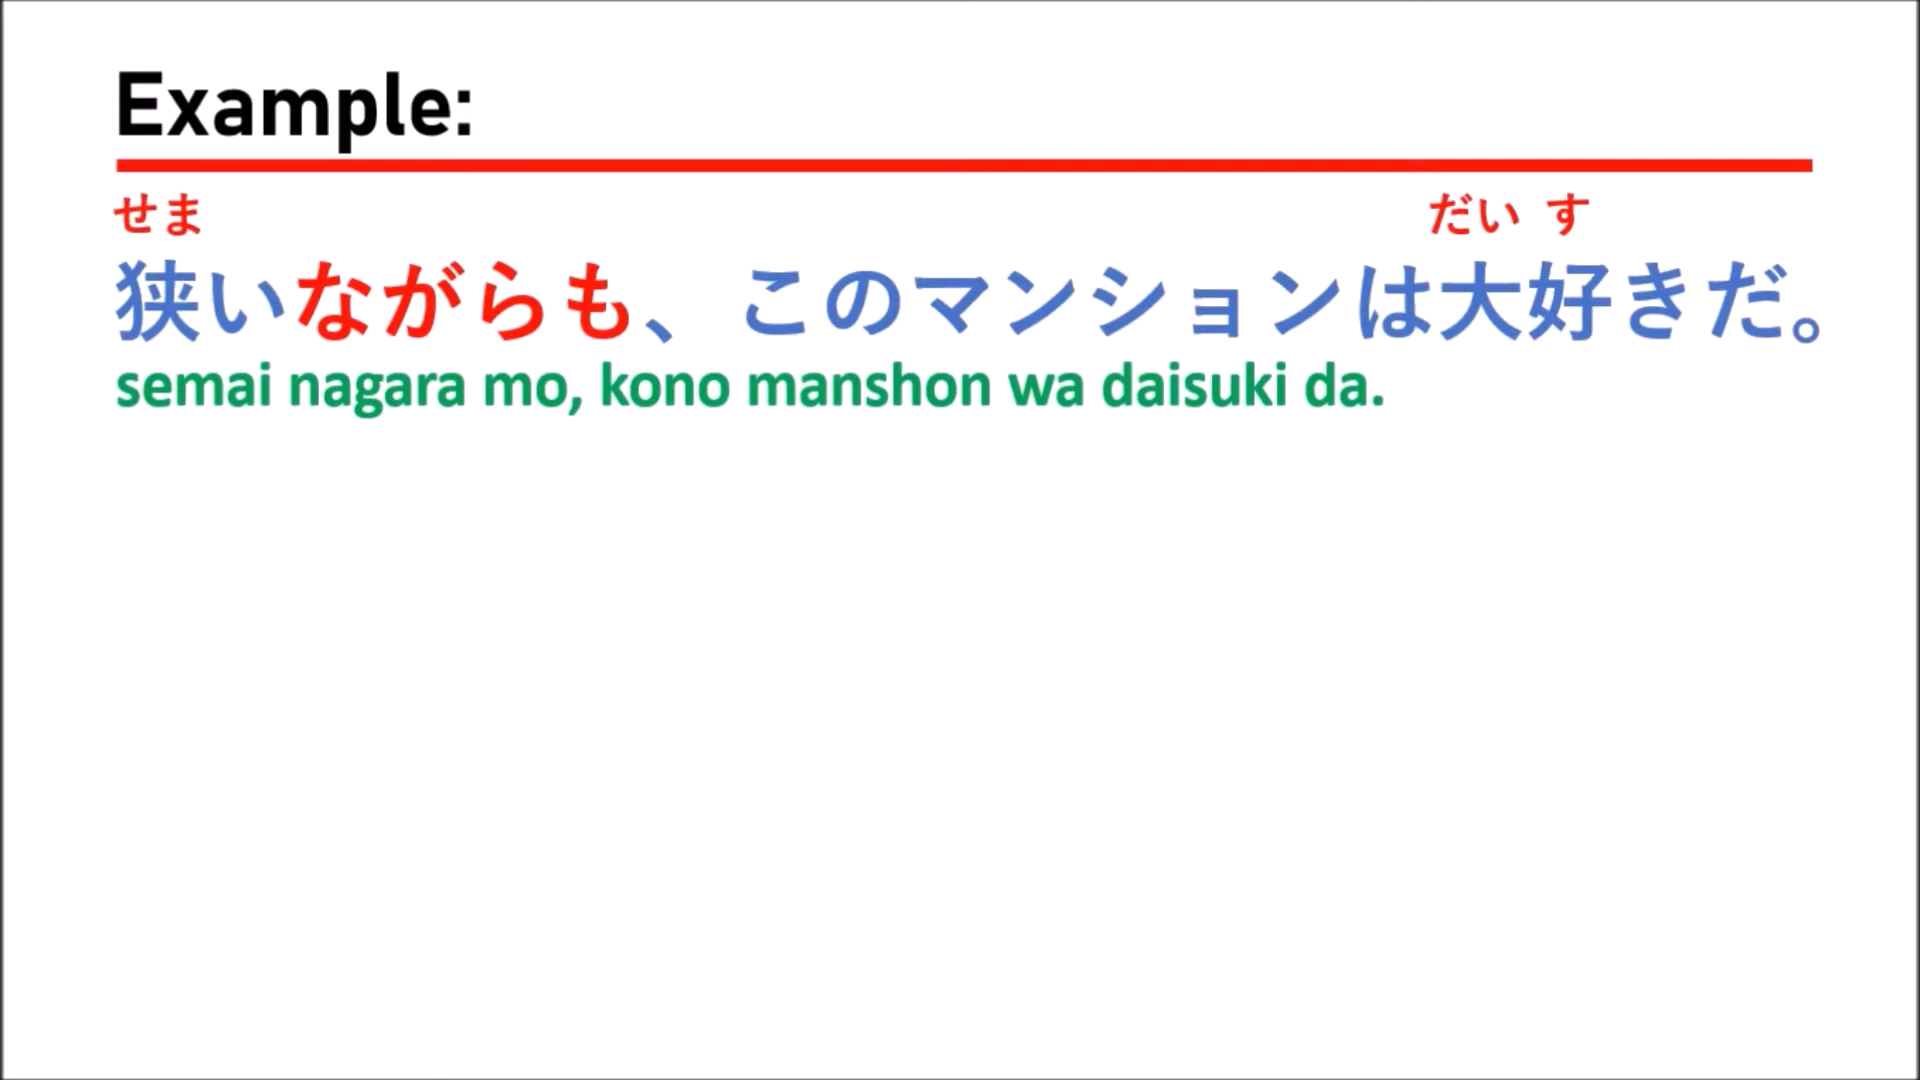 Example:
せま だい す
狭いながらも、このマンションは大好きだ。
semai nagara mo, kono manshon wa daisuki da.